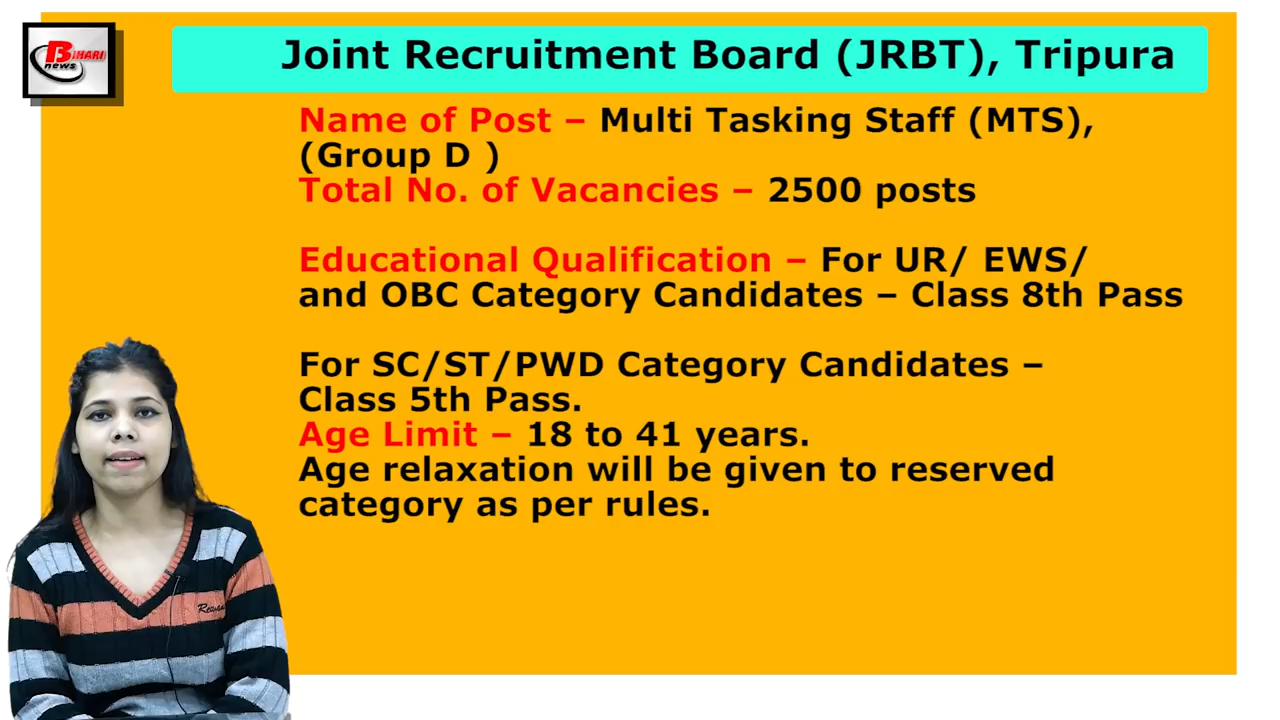 BIHARI
news
Joint Recruitment Board (JRBT), Tripura
Name of Post – Multi Tasking Staff (MTS),
(Group D )
Total No. of Vacancies – 2500 posts
Educational Qualification – For UR/ EWS/
and OBC Category Candidates – Class 8th Pass
For SC/ST/PWD Category Candidates –
Class 5th Pass.
Age Limit – 18 to 41 years.
Age relaxation will be given to reserved
category as per rules.